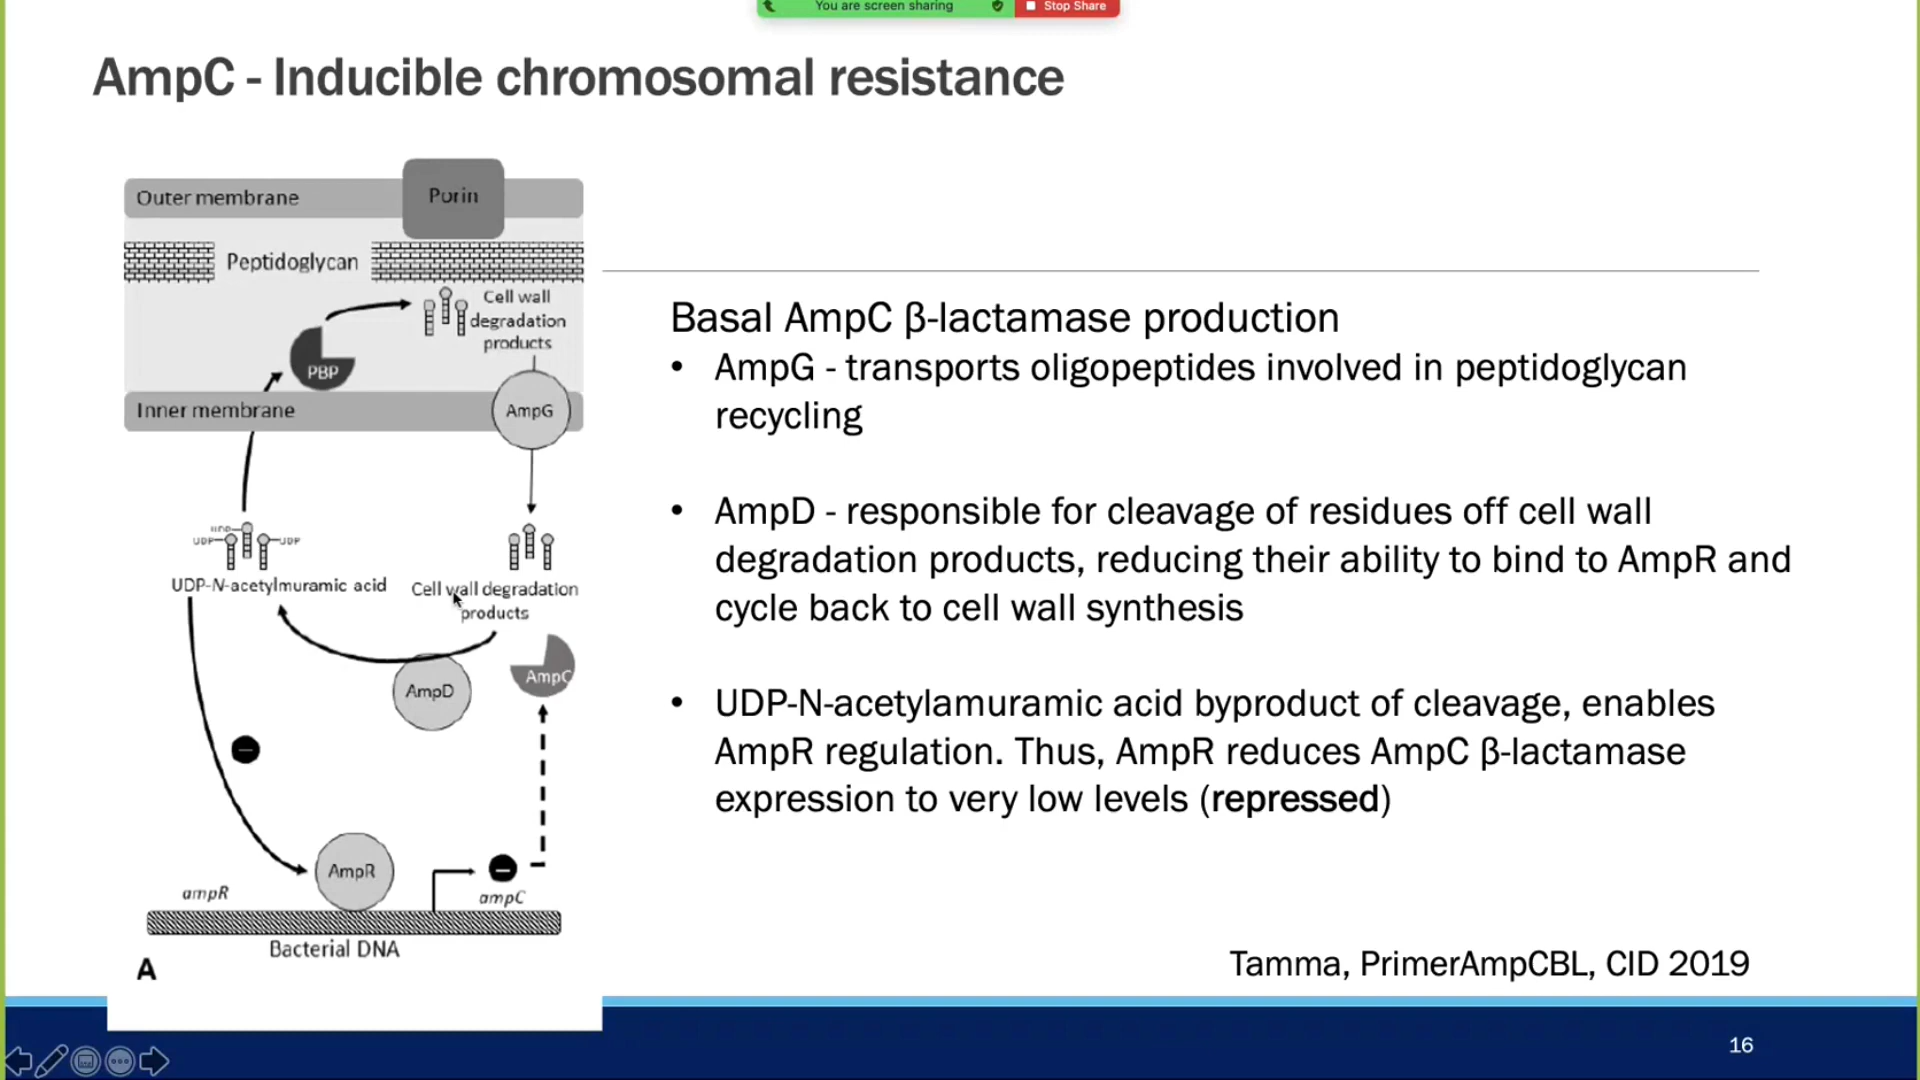 You are screen sharing
Stop Share
AmpC - Inducible chromosomal resistance
Outer membrane
Porin
Peptidoglycan
Cell wall
degradation
products
PBP
Inner membrane
AmpG
UDP
UDP
UDP
UDP-N-acetylmuramic acid
Cell wall degradation
products
AmpC
AmpD
AmpR
ampR
ampC
Bacterial DNA
A
Basal AmpC β-lactamase production
• AmpG - transports oligopeptides involved in peptidoglycan
recycling
• AmpD - responsible for cleavage of residues off cell wall
degradation products, reducing their ability to bind to AmpR and
cycle back to cell wall synthesis
• UDP-N-acetylamuramic acid byproduct of cleavage, enables
AmpR regulation. Thus, AmpR reduces AmpC β-lactamase
expression to very low levels (repressed)
Tamma, PrimerAmpCBL, CID 2019
16